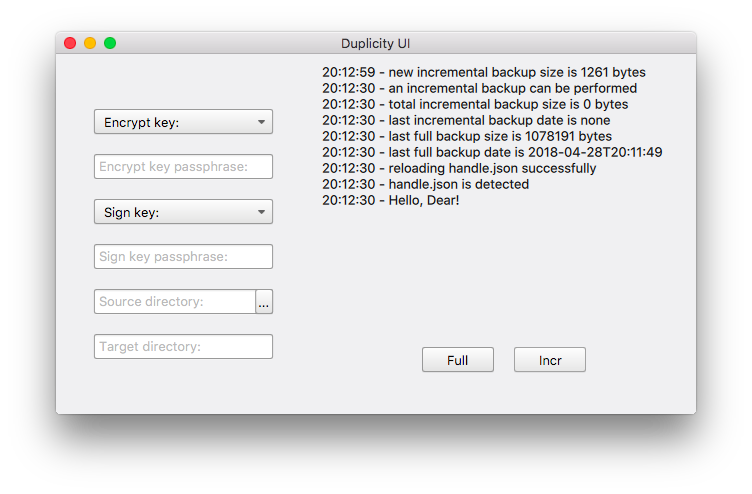 Duplicity UI
Encrypt key:
Encrypt key passphrase:
Sign key:
Sign key passphrase:
Source directory:
...
Target directory:
20:12:59 - new incremental backup size is 1261 bytes
20:12:30 - an incremental backup can be performed
20:12:30 - total incremental backup size is 0 bytes
20:12:30 - last incremental backup date is none
20:12:30 - last full backup size is 1078191 bytes
20:12:30 - last full backup date is 2018-04-28T20:11:49
20:12:30 - reloading handle.json successfully
20:12:30 - handle.json is detected
20:12:30 - Hello, Dear!
Full
Incr